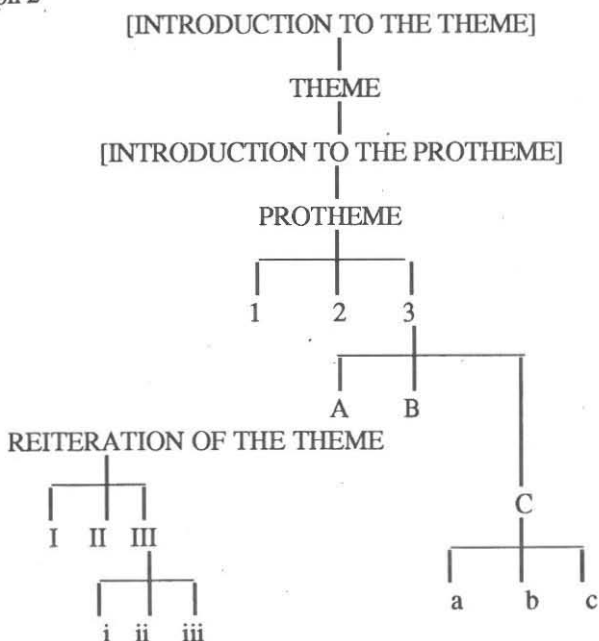 [INTRODUCTION TO THE THEME]
THEME
[INTRODUCTION TO THE PROTHEME]
PROTHEME
1 2 3
A B
REITERATION OF THE THEME
C
I II III
a b c
i ii iii